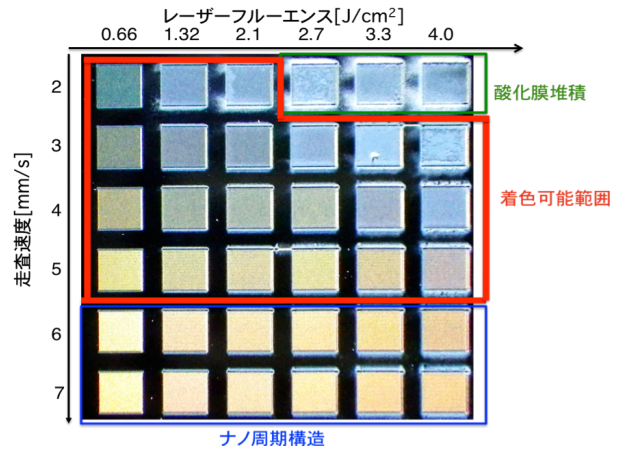 レーザーフルーエンス[J/cm²]
0.66 1.32 2.1 2.7 3.3 4.0
走査速度[mm/s]
2
酸化膜堆積
3
着色可能範囲
4
5
6
7
ナノ周期構造